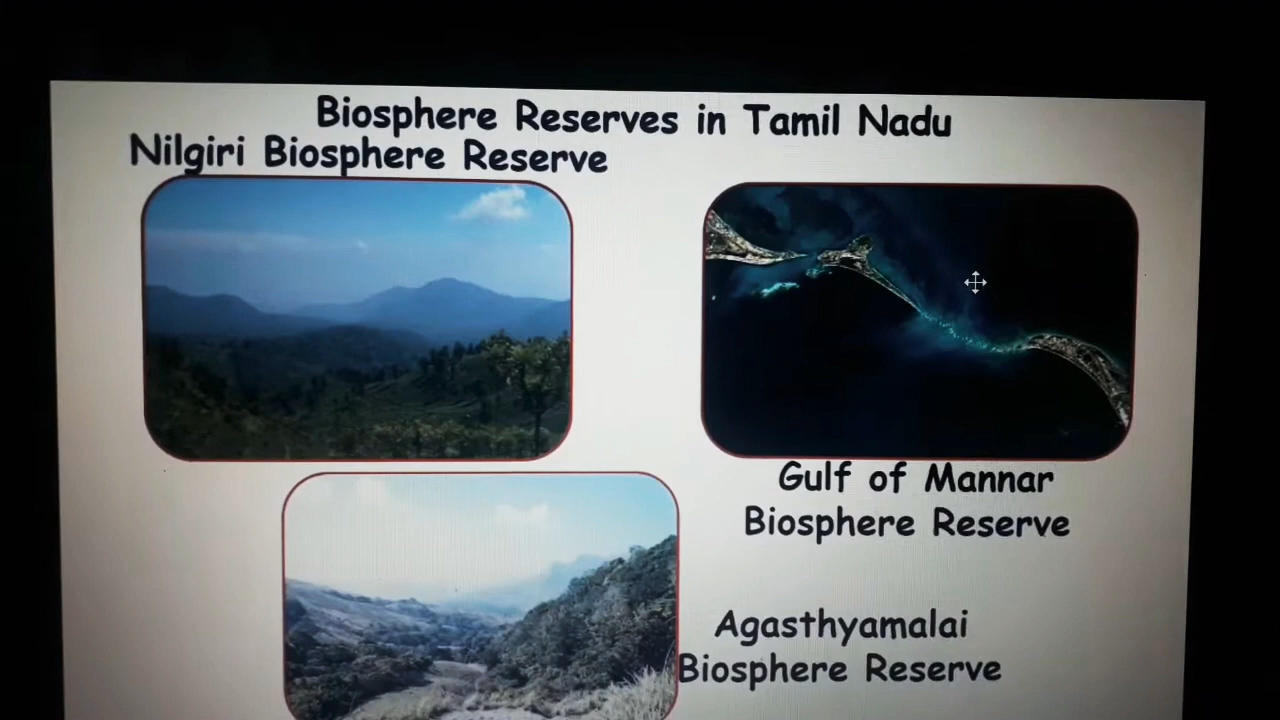 Biosphere Reserves in Tamil Nadu
Nilgiri Biosphere Reserve
Gulf of Mannar
Biosphere Reserve
Agasthyamalai
Biosphere Reserve